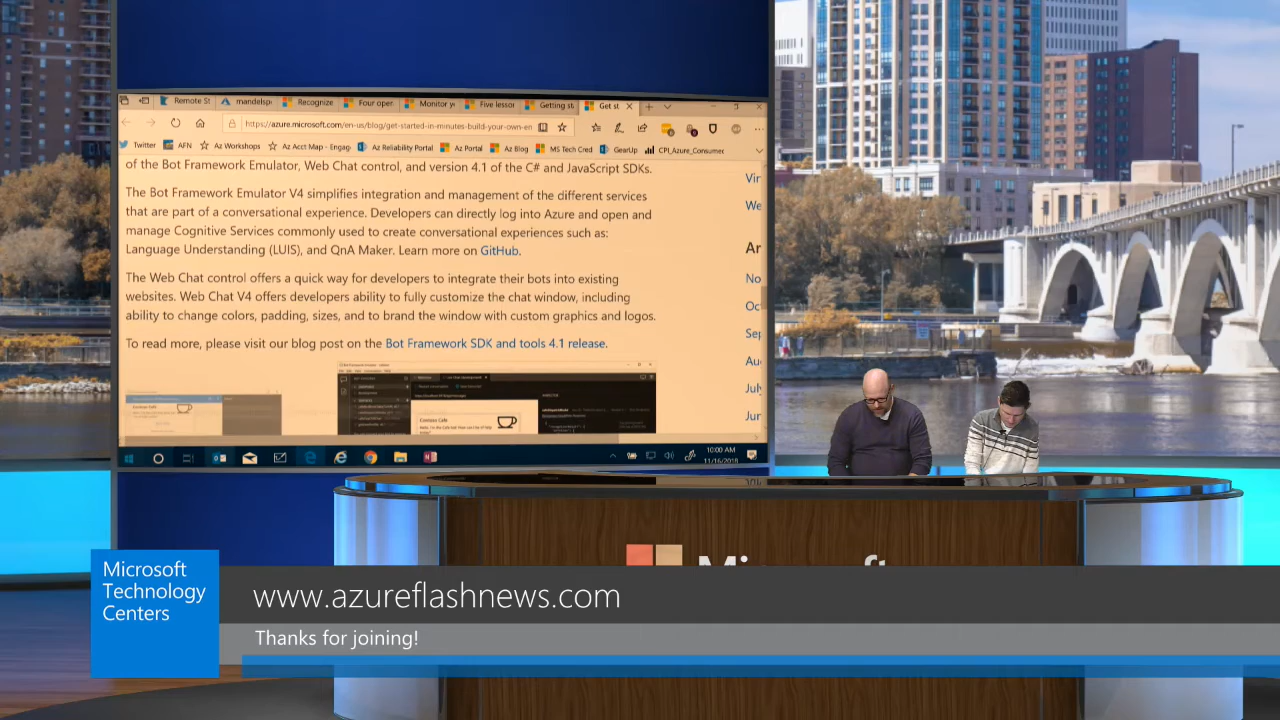 Remote St
mandelsp
Recognize
Four oper
Monitor y
Five lessor
Getting st
Get st
https://azure.microsoft.com/en-us/blog/get-started-in-minutes-build-your-own-en
Twitter
AFN
Az Workshops
Az Acct Map - Engag
Az Reliability Portal
Az Portal
Az Blog
MS Tech Cred
GearUp
CPI_Azure_Consumec
of the Bot Framework Emulator, Web Chat control, and version 4.1 of the C# and JavaScript SDKs.
The Bot Framework Emulator V4 simplifies integration and management of the different services
that are part of a conversational experience. Developers can directly log into Azure and open and
manage Cognitive Services commonly used to create conversational experiences such as:
Language Understanding (LUIS), and QnA Maker. Learn more on GitHub.
The Web Chat control offers a quick way for developers to integrate their bots into existing
websites. Web Chat V4 offers developers ability to fully customize the chat window, including
ability to change colors, padding, sizes, and to brand the window with custom graphics and logos.
To read more, please visit our blog post on the Bot Framework SDK and tools 4.1 release.
Vir
We
Ar
No
Oc
Sep
Au
July
Jun
Contoso Cafe
Contoso Cafe
10:00 AM
11/16/2018
Microsoft
Microsoft
Technology
Centers
www.azureflashnews.com
Thanks for joining!